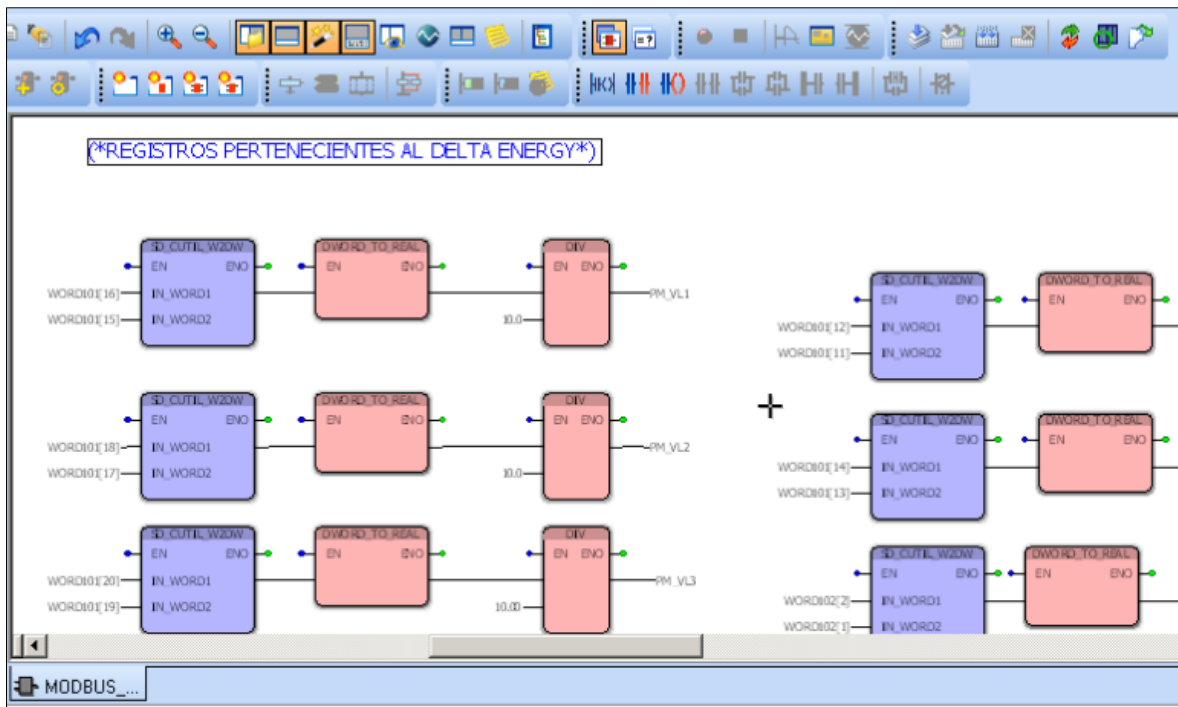 (*REGISTROS PERTENECIENTES AL DELTA ENERGY*)
SD_CUTIL_W2DW DWORD_TO_REAL DIV
EN ENO EN ENO EN ENO
WORD101[16] IN_WORD1 PM_VL1
WORD101[15] IN_WORD2 10.0
SD_CUTIL_W2DW DWORD_TO_REAL DIV
EN ENO EN ENO EN ENO
WORD101[18] IN_WORD1 PM_VL2
WORD101[17] IN_WORD2 10.0
SD_CUTIL_W2DW DWORD_TO_REAL DIV
EN ENO EN ENO EN ENO
WORD101[20] IN_WORD1 PM_VL3
WORD101[19] IN_WORD2 10.00
SD_CUTIL_W2DW DWORD_TO_REAL
EN ENO EN ENO
WORD101[12] IN_WORD1
WORD101[11] IN_WORD2
SD_CUTIL_W2DW DWORD_TO_REAL
EN ENO EN ENO
WORD101[14] IN_WORD1
WORD101[13] IN_WORD2
SD_CUTIL_W2DW DWORD_TO_REAL
EN ENO EN ENO
WORD102[2] IN_WORD1
WORD102[1] IN_WORD2
MODBUS_...